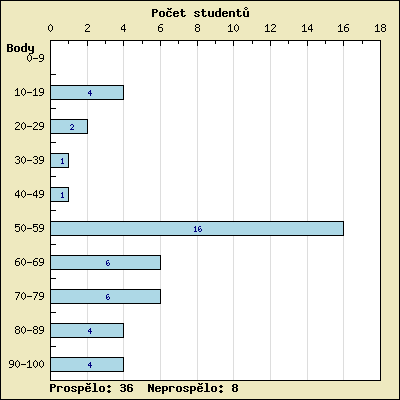 Počet studentů
0 2 4 6 8 10 12 14 16 18
Body
0-9
10-19 4
20-29 2
30-39 1
40-49 1
50-59 16
60-69 6
70-79 6
80-89 4
90-100 4
Prospělo: 36 Neprospělo: 8